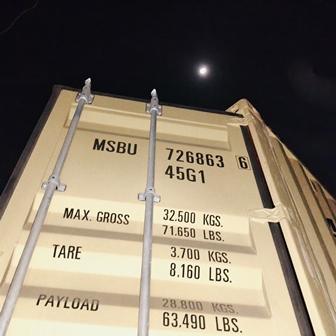 MSBU 726863 6
45G1
MAX. GROSS 32.500 KGS.
71.650 LBS.
TARE 3.700 KGS.
8.160 LBS.
PAYLOAD 28.800 KGS.
63.490 LBS.